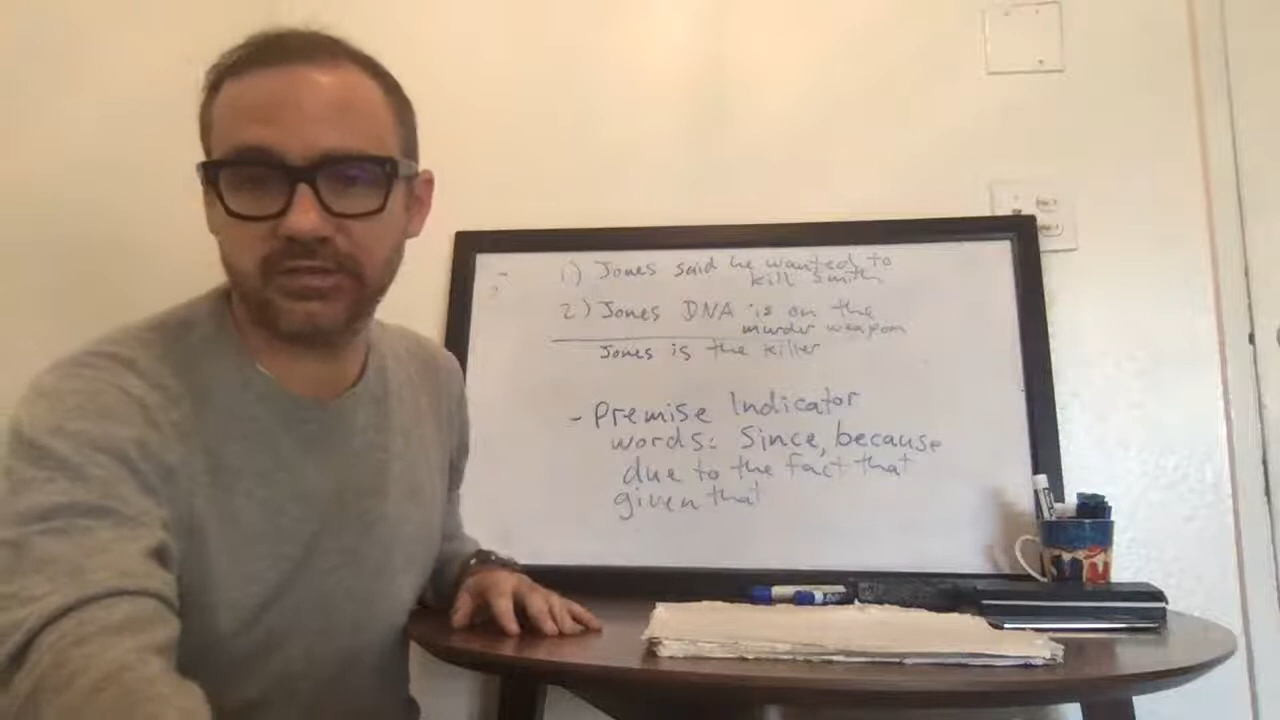 1.) Jones said he wanted to
kill Smith
2.) Jones DNA is on the
murder weapon
Jones is the killer
- Premise Indicator
words: Since, because
due to the fact that
given that